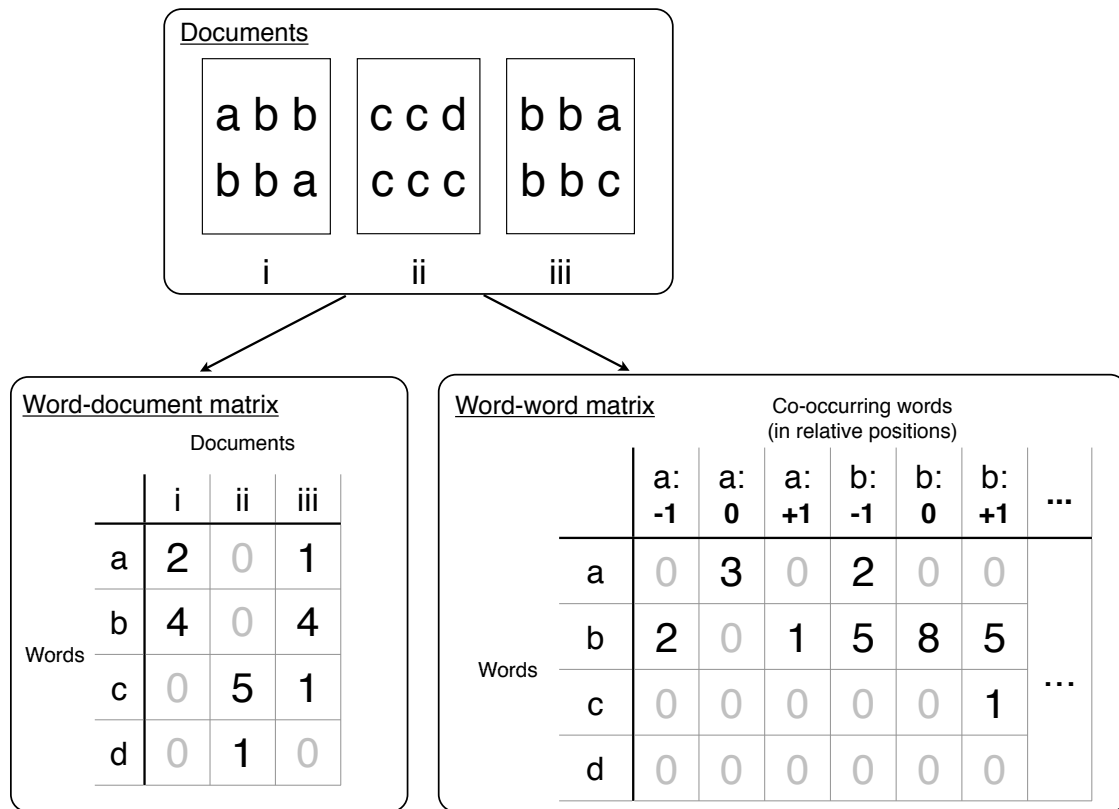 Documents
a b b c c d b b a
b b a c c c b b c
i ii iii
Word-document matrix
Documents
i ii iii
a 2 0 1
b 4 0 4
Words
c 0 5 1
d 0 1 0
Word-word matrix
Co-occurring words
(in relative positions)
a: a: a: b: b: b: ...
-1 0 +1 -1 0 +1
a 0 3 0 2 0 0
b 2 0 1 5 8 5
Words
c 0 0 0 0 0 1 ...
d 0 0 0 0 0 0